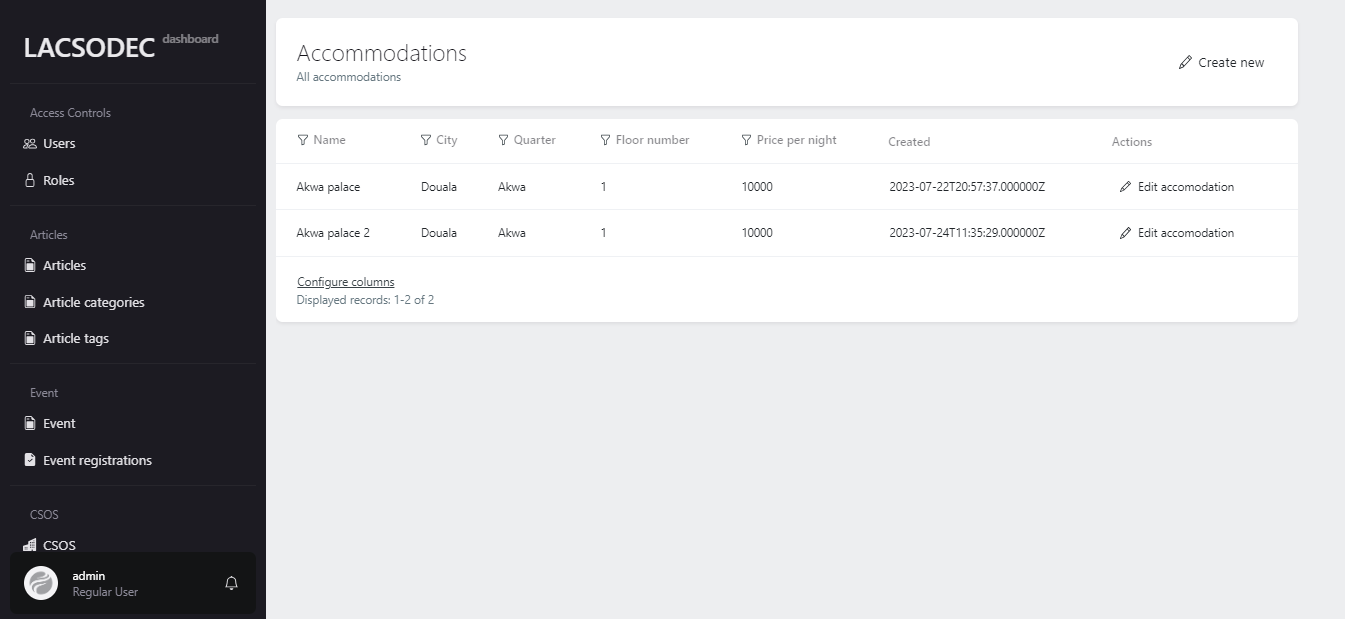 LACSODEC dashboard
Access Controls
Users
Roles
Articles
Articles
Article categories
Article tags
Event
Event
Event registrations
CSOS
CSOS
admin
Regular User
Accommodations
All accommodations
Create new
Name City Quarter Floor number Price per night Created Actions
Akwa palace Douala Akwa 1 10000 2023-07-22T20:57:37.000000Z Edit accomodation
Akwa palace 2 Douala Akwa 1 10000 2023-07-24T11:35:29.000000Z Edit accomodation
Configure columns
Displayed records: 1-2 of 2